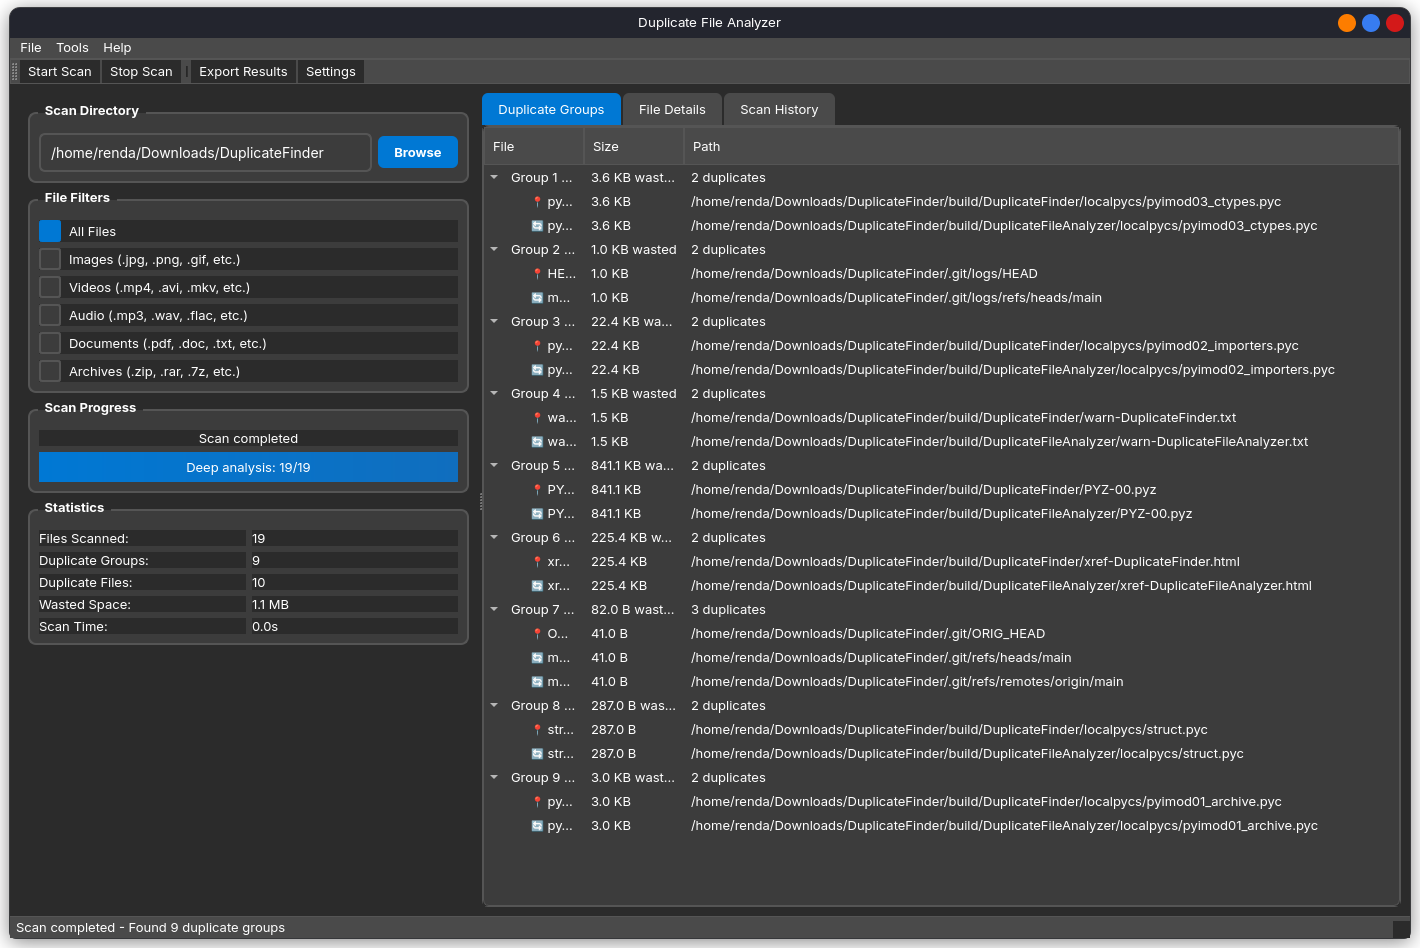 Duplicate File Analyzer
File Tools Help
Start Scan Stop Scan Export Results Settings
Scan Directory
/home/renda/Downloads/DuplicateFinder Browse
File Filters
All Files
Images (.jpg, .png, .gif, etc.)
Videos (.mp4, .avi, .mkv, etc.)
Audio (.mp3, .wav, .flac, etc.)
Documents (.pdf, .doc, .txt, etc.)
Archives (.zip, .rar, .7z, etc.)
Scan Progress
Scan completed
Deep analysis: 19/19
Statistics
Files Scanned: 19
Duplicate Groups: 9
Duplicate Files: 10
Wasted Space: 1.1 MB
Scan Time: 0.0s
Duplicate Groups File Details Scan History
File Size Path
Group 1 ... 3.6 KB wast... 2 duplicates
py... 3.6 KB /home/renda/Downloads/DuplicateFinder/build/DuplicateFinder/localpycs/pyimod03_ctypes.pyc
py... 3.6 KB /home/renda/Downloads/DuplicateFinder/build/DuplicateFileAnalyzer/localpycs/pyimod03_ctypes.pyc
Group 2 ... 1.0 KB wasted 2 duplicates
HE... 1.0 KB /home/renda/Downloads/DuplicateFinder/.git/logs/HEAD
m... 1.0 KB /home/renda/Downloads/DuplicateFinder/.git/logs/refs/heads/main
Group 3 ... 22.4 KB wa... 2 duplicates
py... 22.4 KB /home/renda/Downloads/DuplicateFinder/build/DuplicateFinder/localpycs/pyimod02_importers.pyc
py... 22.4 KB /home/renda/Downloads/DuplicateFinder/build/DuplicateFileAnalyzer/localpycs/pyimod02_importers.pyc
Group 4 ... 1.5 KB wasted 2 duplicates
wa... 1.5 KB /home/renda/Downloads/DuplicateFinder/build/DuplicateFinder/warn-DuplicateFinder.txt
wa... 1.5 KB /home/renda/Downloads/DuplicateFinder/build/DuplicateFileAnalyzer/warn-DuplicateFileAnalyzer.txt
Group 5 ... 841.1 KB wa... 2 duplicates
PY... 841.1 KB /home/renda/Downloads/DuplicateFinder/build/DuplicateFinder/PYZ-00.pyz
PY... 841.1 KB /home/renda/Downloads/DuplicateFinder/build/DuplicateFileAnalyzer/PYZ-00.pyz
Group 6 ... 225.4 KB w... 2 duplicates
xr... 225.4 KB /home/renda/Downloads/DuplicateFinder/build/DuplicateFinder/xref-DuplicateFinder.html
xr... 225.4 KB /home/renda/Downloads/DuplicateFinder/build/DuplicateFileAnalyzer/xref-DuplicateFileAnalyzer.html
Group 7 ... 82.0 B wast... 3 duplicates
O... 41.0 B /home/renda/Downloads/DuplicateFinder/.git/ORIG_HEAD
m... 41.0 B /home/renda/Downloads/DuplicateFinder/.git/refs/heads/main
m... 41.0 B /home/renda/Downloads/DuplicateFinder/.git/refs/remotes/origin/main
Group 8 ... 287.0 B was... 2 duplicates
str... 287.0 B /home/renda/Downloads/DuplicateFinder/build/DuplicateFinder/localpycs/struct.pyc
str... 287.0 B /home/renda/Downloads/DuplicateFinder/build/DuplicateFileAnalyzer/localpycs/struct.pyc
Group 9 ... 3.0 KB wast... 2 duplicates
py... 3.0 KB /home/renda/Downloads/DuplicateFinder/build/DuplicateFinder/localpycs/pyimod01_archive.pyc
py... 3.0 KB /home/renda/Downloads/DuplicateFinder/build/DuplicateFileAnalyzer/localpycs/pyimod01_archive.pyc
Scan completed - Found 9 duplicate groups